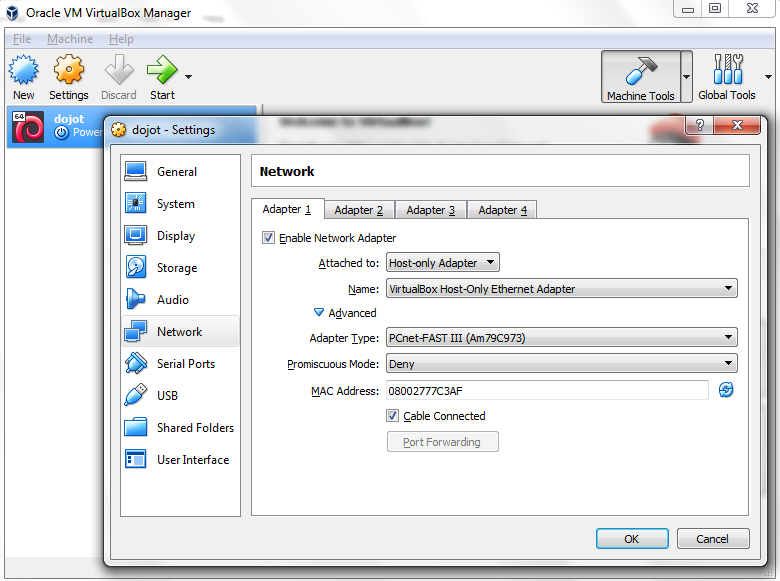 Oracle VM VirtualBox Manager
File Machine Help
New Settings Discard Start
Machine Tools Global Tools
64
dojot
Power
Welcome to VirtualBox!
dojot - Settings
?
General
System
Display
Storage
Audio
Network
Serial Ports
USB
Shared Folders
User Interface
Network
Adapter 1 Adapter 2 Adapter 3 Adapter 4
Enable Network Adapter
Attached to: Host-only Adapter
Name: VirtualBox Host-Only Ethernet Adapter
Advanced
Adapter Type: PCnet-FAST III (Am79C973)
Promiscuous Mode: Deny
MAC Address: 08002777C3AF
Cable Connected
Port Forwarding
OK Cancel